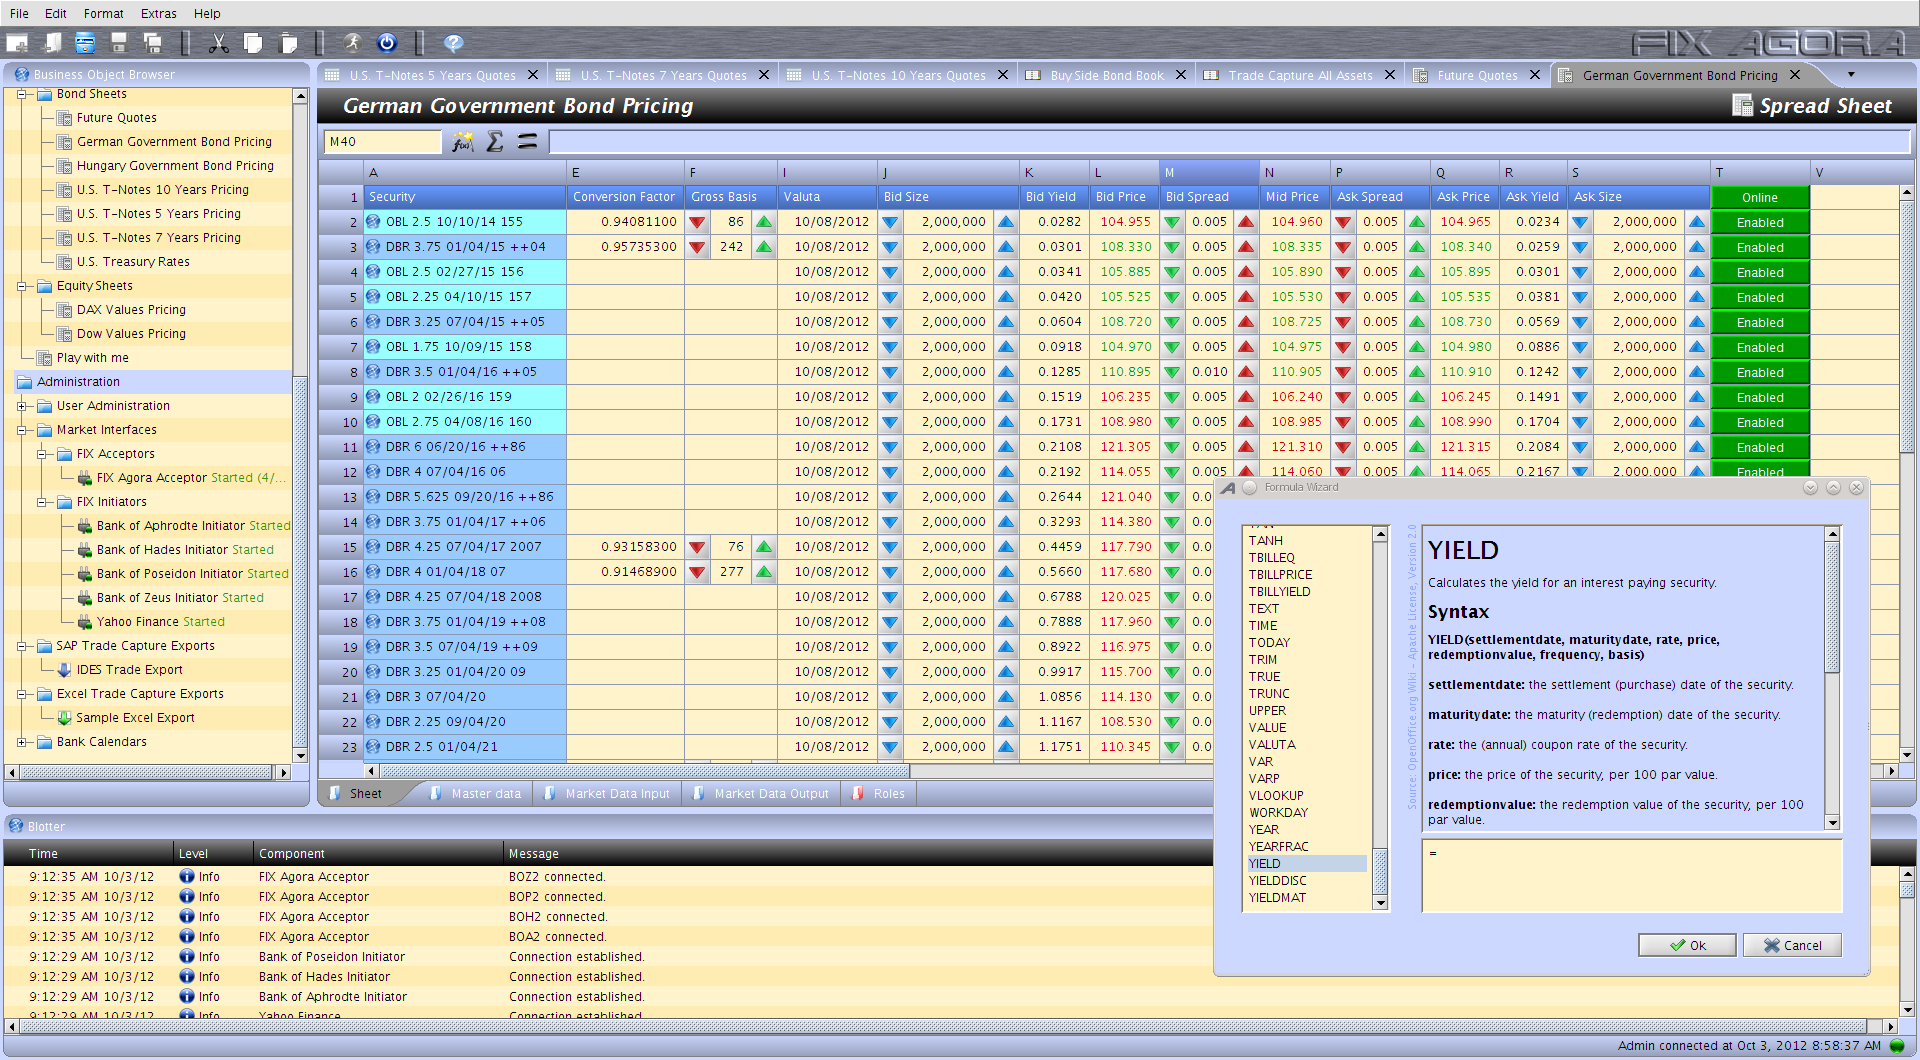 File Edit Format Extras Help
FIX AGORA
Business Object Browser
Bond Sheets
Future Quotes
German Government Bond Pricing
Hungary Government Bond Pricing
U.S. T-Notes 10 Years Pricing
U.S. T-Notes 5 Years Pricing
U.S. T-Notes 7 Years Pricing
U.S. Treasury Rates
Equity Sheets
DAX Values Pricing
Dow Values Pricing
Play with me
Administration
User Administration
Market Interfaces
FIX Acceptors
FIX Agora Acceptor Started (4/...
FIX Initiators
Bank of Aphrodte Initiator Started
Bank of Hades Initiator Started
Bank of Poseidon Initiator Started
Bank of Zeus Initiator Started
Yahoo Finance Started
SAP Trade Capture Exports
IDES Trade Export
Excel Trade Capture Exports
Sample Excel Export
Bank Calendars
U.S. T-Notes 5 Years Quotes U.S. T-Notes 7 Years Quotes U.S. T-Notes 10 Years Quotes Buy Side Bond Book Trade Capture All Assets Future Quotes German Government Bond Pricing
German Government Bond Pricing Spread Sheet
M40 f(x) Σ =
A E F I J K L M N P Q R S T V
1 Security Conversion Factor Gross Basis Valuta Bid Size Bid Yield Bid Price Bid Spread Mid Price Ask Spread Ask Price Ask Yield Ask Size Online
2 OBL 2.5 10/10/14 155 0.94081100 86 10/08/2012 2,000,000 0.0282 104.955 0.005 104.960 0.005 104.965 0.0234 2,000,000 Enabled
3 DBR 3.75 01/04/15 ++04 0.95735300 242 10/08/2012 2,000,000 0.0301 108.330 0.005 108.335 0.005 108.340 0.0259 2,000,000 Enabled
4 OBL 2.5 02/27/15 156 10/08/2012 2,000,000 0.0341 105.885 0.005 105.890 0.005 105.895 0.0301 2,000,000 Enabled
5 OBL 2.25 04/10/15 157 10/08/2012 2,000,000 0.0420 105.525 0.005 105.530 0.005 105.535 0.0381 2,000,000 Enabled
6 DBR 3.25 07/04/15 ++05 10/08/2012 2,000,000 0.0604 108.720 0.005 108.725 0.005 108.730 0.0569 2,000,000 Enabled
7 OBL 1.75 10/09/15 158 10/08/2012 2,000,000 0.0918 104.970 0.005 104.975 0.005 104.980 0.0886 2,000,000 Enabled
8 DBR 3.5 01/04/16 ++05 10/08/2012 2,000,000 0.1285 110.895 0.010 110.905 0.005 110.910 0.1242 2,000,000 Enabled
9 OBL 2 02/26/16 159 10/08/2012 2,000,000 0.1519 106.235 0.005 106.240 0.005 106.245 0.1491 2,000,000 Enabled
10 OBL 2.75 04/08/16 160 10/08/2012 2,000,000 0.1731 108.980 0.005 108.985 0.005 108.990 0.1704 2,000,000 Enabled
11 DBR 6 06/20/16 ++86 10/08/2012 2,000,000 0.2108 121.305 0.005 121.310 0.005 121.315 0.2084 2,000,000 Enabled
12 DBR 4 07/04/16 06 10/08/2012 2,000,000 0.2192 114.055 0.005 114.060 0.005 114.065 0.2167 2,000,000 Enabled
13 DBR 5.625 09/20/16 ++86 10/08/2012 2,000,000 0.2644 121.040 0.0
14 DBR 3.75 01/04/17 ++06 10/08/2012 2,000,000 0.3293 114.380 0.0
15 DBR 4.25 07/04/17 2007 0.93158300 76 10/08/2012 2,000,000 0.4459 117.790 0.0
16 DBR 4 01/04/18 07 0.91468900 277 10/08/2012 2,000,000 0.5660 117.680 0.0
17 DBR 4.25 07/04/18 2008 10/08/2012 2,000,000 0.6788 120.025 0.0
18 DBR 3.75 01/04/19 ++08 10/08/2012 2,000,000 0.7888 117.960 0.0
19 DBR 3.5 07/04/19 ++09 10/08/2012 2,000,000 0.8922 116.975 0.0
20 DBR 3.25 01/04/20 09 10/08/2012 2,000,000 0.9917 115.700 0.0
21 DBR 3 07/04/20 10/08/2012 2,000,000 1.0856 114.130 0.0
22 DBR 2.25 09/04/20 10/08/2012 2,000,000 1.1167 108.530 0.0
23 DBR 2.5 01/04/21 10/08/2012 2,000,000 1.1751 110.345 0.0
Sheet Master data Market Data Input Market Data Output Roles
Formula Wizard
TAN
TANH
TBILLEQ
TBILLPRICE
TBILLYIELD
TEXT
TIME
TODAY
TRIM
TRUE
TRUNC
UPPER
VALUE
VALUTA
VAR
VARP
VLOOKUP
WORKDAY
YEAR
YEARFRAC
YIELD
YIELDDISC
YIELDMAT
Source: OpenOffice.org Wiki - Apache License, Version 2.0
YIELD
Calculates the yield for an interest paying security.
Syntax
YIELD(settlementdate, maturitydate, rate, price,
redemptionvalue, frequency, basis)
settlementdate: the settlement (purchase) date of the security.
maturitydate: the maturity (redemption) date of the security.
rate: the (annual) coupon rate of the security.
price: the price of the security, per 100 par value.
redemptionvalue: the redemption value of the security, per 100
par value.
=
Ok Cancel
Blotter
Time Level Component Message
9:12:35 AM 10/3/12 Info FIX Agora Acceptor BOZ2 connected.
9:12:35 AM 10/3/12 Info FIX Agora Acceptor BOP2 connected.
9:12:35 AM 10/3/12 Info FIX Agora Acceptor BOH2 connected.
9:12:35 AM 10/3/12 Info FIX Agora Acceptor BOA2 connected.
9:12:29 AM 10/3/12 Info Bank of Poseidon Initiator Connection established.
9:12:29 AM 10/3/12 Info Bank of Hades Initiator Connection established.
9:12:29 AM 10/3/12 Info Bank of Aphrodte Initiator Connection established.
9:12:29 AM 10/3/12 Info Yahoo Finance Connection established.
Admin connected at Oct 3, 2012 8:58:37 AM